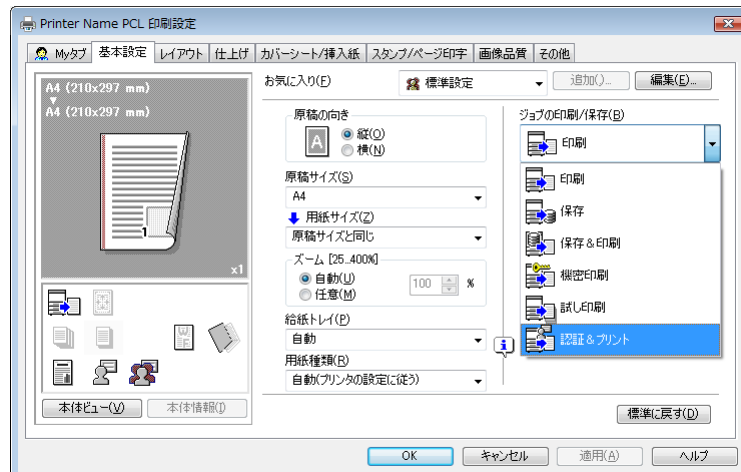 Printer Name PCL 印刷設定
Myタブ 基本設定 レイアウト 仕上げ カバーシート/挿入紙 スタンプ/ページ印字 画像品質 その他
A4 (210x297 mm)
A4 (210x297 mm)
1
x1
本体ビュー(V) 本体情報(I)
お気に入り(F) 標準設定 追加()... 編集(E)...
原稿の向き
A
縦(O)
横(N)
原稿サイズ(S)
A4
用紙サイズ(Z)
原稿サイズと同じ
ズーム [25..400%]
自動(U)
任意(M)
100 %
給紙トレイ(P)
自動
用紙種類(R)
自動(プリンタの設定に従う)
ジョブの印刷/保存(B)
印刷
印刷
保存
保存&印刷
機密印刷
試し印刷
認証&プリント
標準に戻す(D)
OK キャンセル 適用(A) ヘルプ